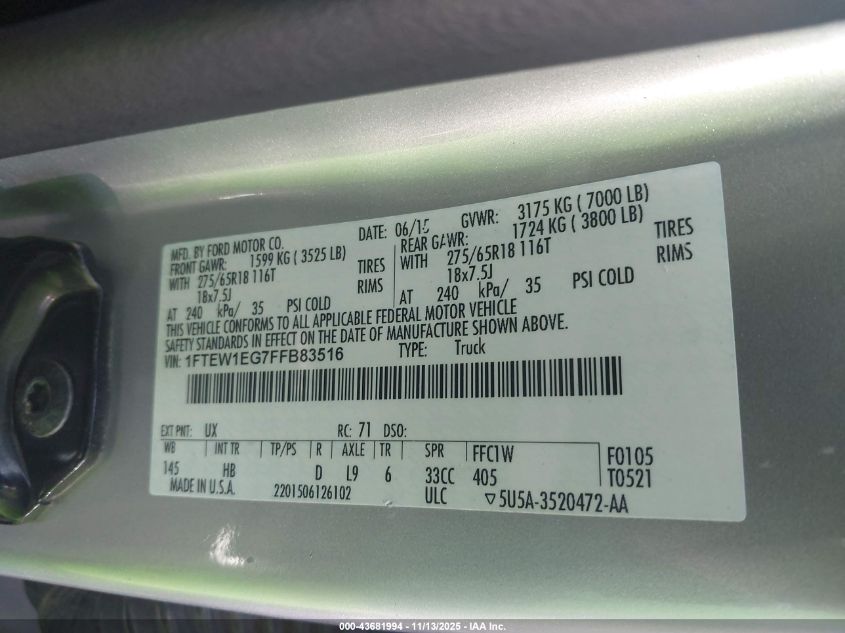 MFD. BY FORD MOTOR CO. DATE: 06/15 GVWR: 3175 KG ( 7000 LB)
FRONT GAWR: 1599 KG ( 3525 LB) REAR GAWR: 1724 KG ( 3800 LB)
WITH 275/65R18 116T TIRES WITH 275/65R18 116T TIRES
18x7.5J RIMS 18x7.5J RIMS
AT 240 kPa/ 35 PSI COLD AT 240 kPa/ 35 PSI COLD
THIS VEHICLE CONFORMS TO ALL APPLICABLE FEDERAL MOTOR VEHICLE
SAFETY STANDARDS IN EFFECT ON THE DATE OF MANUFACTURE SHOWN ABOVE.
VIN: 1FTEW1EG7FFB83516 TYPE: Truck
EXT PNT: UX RC: 71 DSO:
WB INT TR TP/PS R AXLE TR SPR FFC1W F0105
145 HB D L9 6 33CC 405 T0521
MADE IN U.S.A. 2201506126102 ULC ▽5U5A-3520472-AA
000-43681994 - 11/13/2025 - IAA Inc.